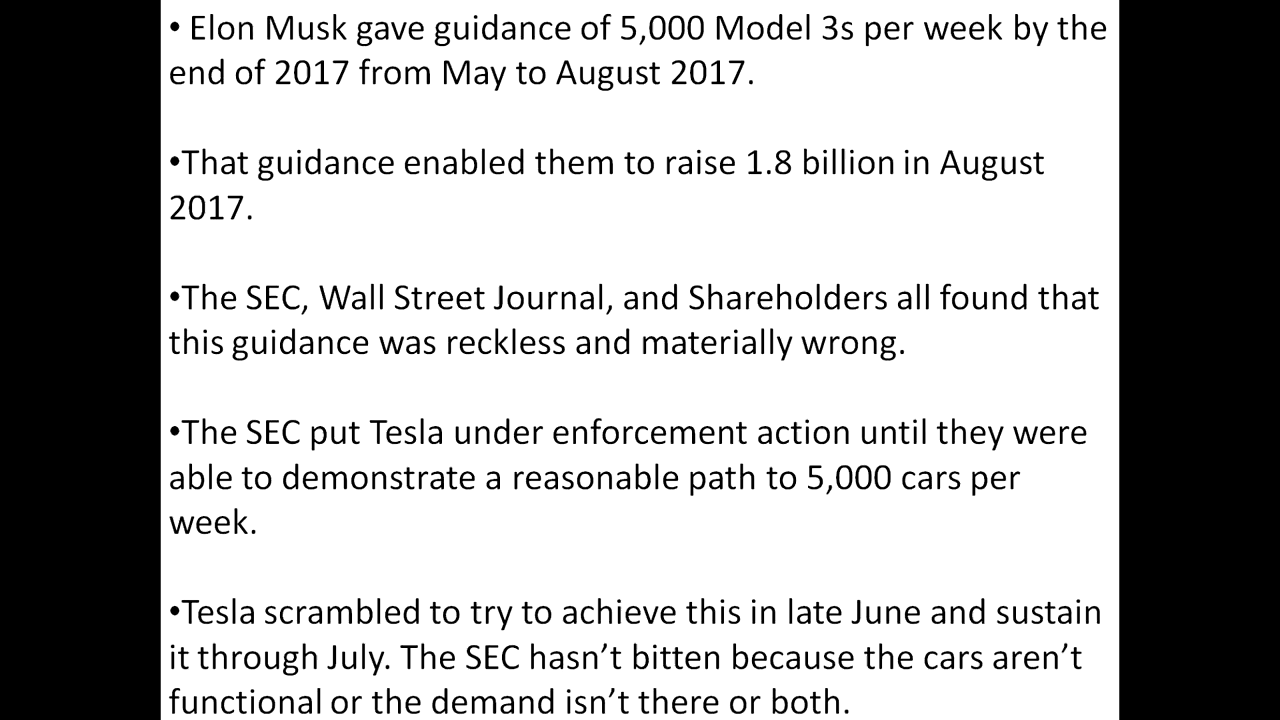 • Elon Musk gave guidance of 5,000 Model 3s per week by the
end of 2017 from May to August 2017.
•That guidance enabled them to raise 1.8 billion in August
2017.
•The SEC, Wall Street Journal, and Shareholders all found that
this guidance was reckless and materially wrong.
•The SEC put Tesla under enforcement action until they were
able to demonstrate a reasonable path to 5,000 cars per
week.
•Tesla scrambled to try to achieve this in late June and sustain
it through July. The SEC hasn’t bitten because the cars aren’t
functional or the demand isn’t there or both.